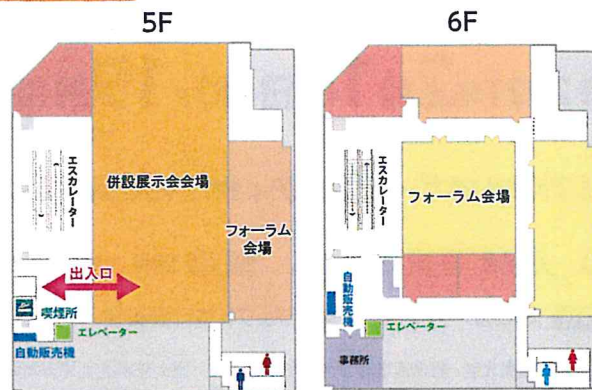 5F
6F
エスカレーター
併設展示会会場
フォーラム
会場
出入口
喫煙所
エレベーター
自動販売機
エスカレーター
フォーラム会場
自動販売機
エレベーター
事務所